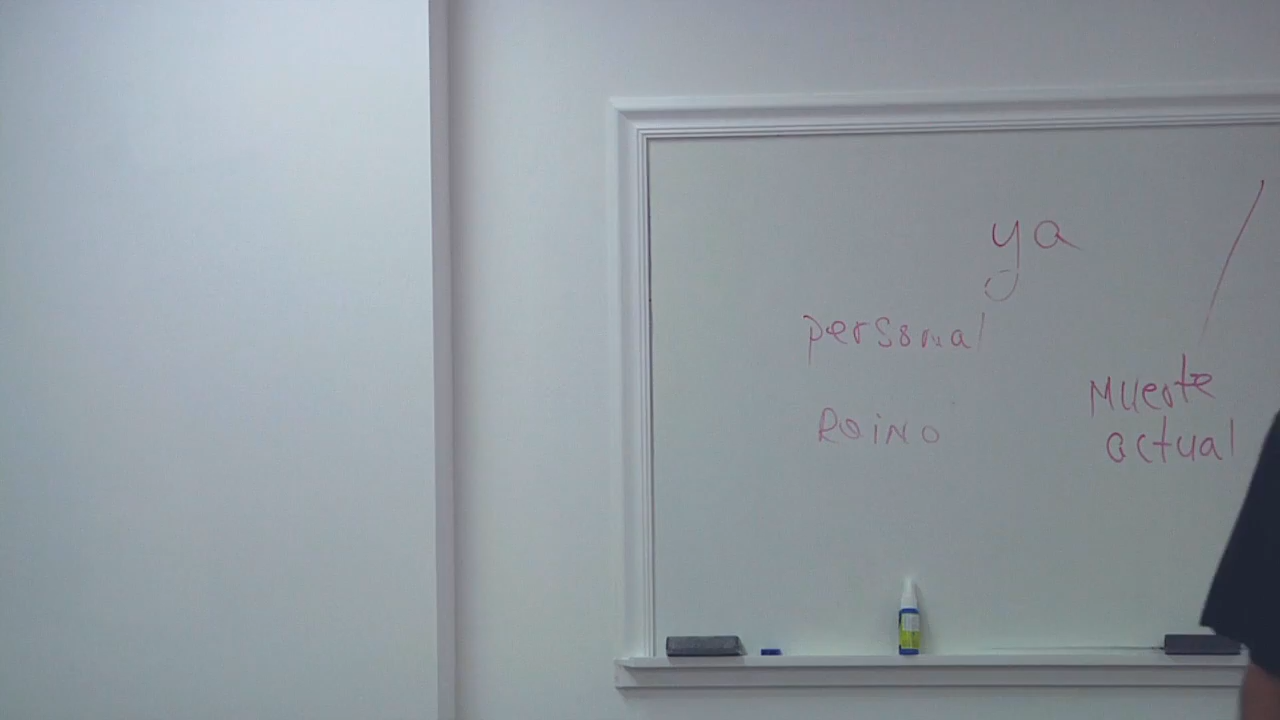 ya
personal
Reino
Muerte
actual